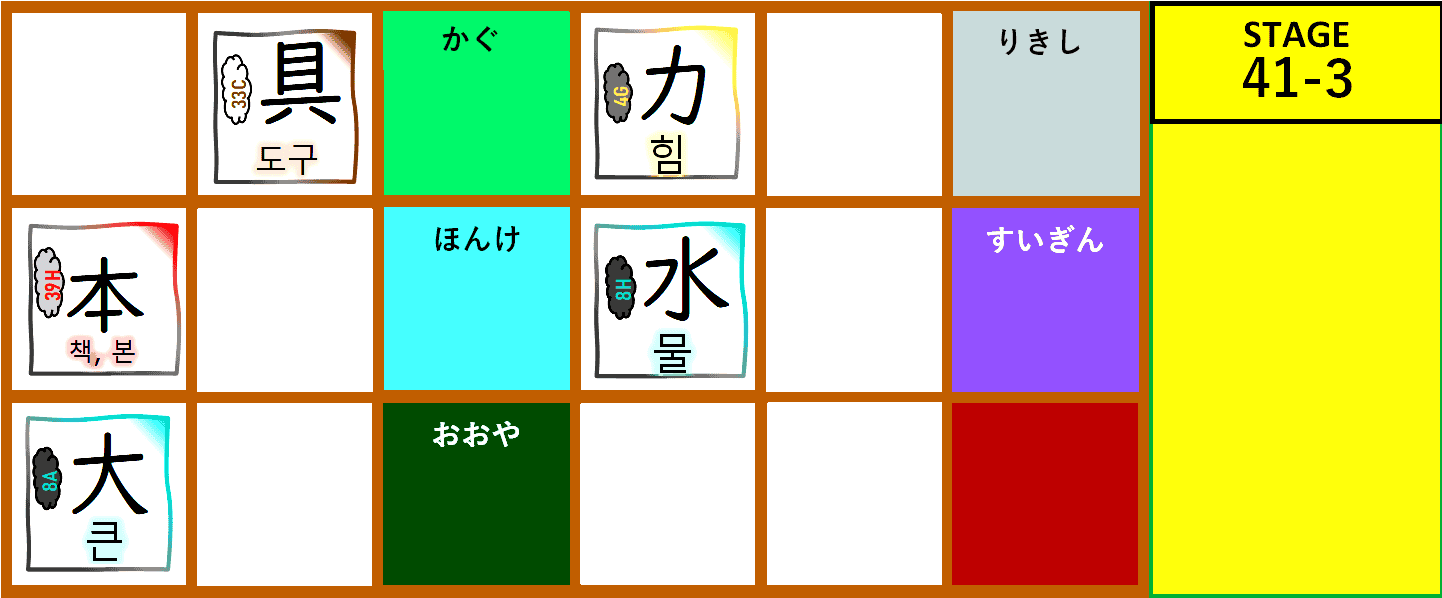 33C
具
도구
かぐ
4G
力
힘
りきし
STAGE
41-3
39H
本
책, 본
ほんけ
8H
水
물
すいぎん
8A
大
큰
おおや